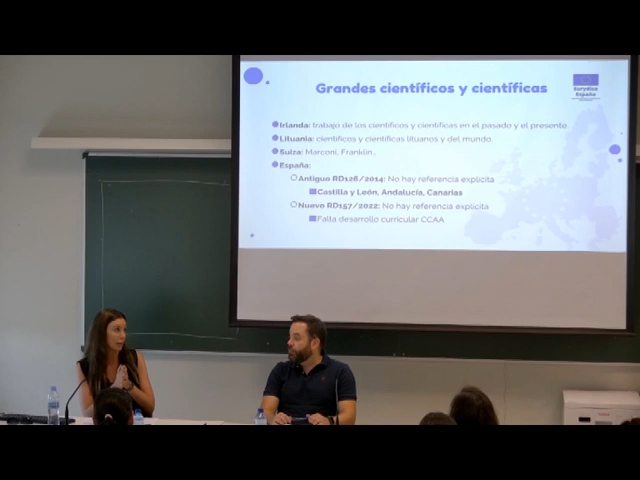 Grandes científicos y científicas
Eurydice
España
Irlanda: trabajo de los científicos y científicas en el pasado y el presente.
Lituania: científicos y científicas lituanos y del mundo.
Suiza: Marconi, Franklin..
España:
Antiguo RD126/2014: No hay referencia explícita
Castilla y León, Andalucía, Canarias
Nuevo RD157/2022: No hay referencia explícita
Falta desarrollo curricular CCAA